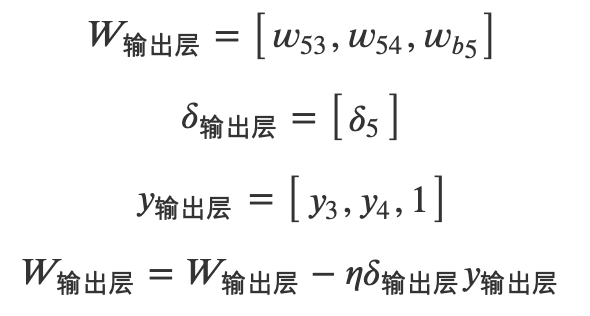 W输出层 = [w53, w54, wb5]
δ输出层 = [δ5]
y输出层 = [y3, y4, 1]
W输出层 = W输出层 − ηδ输出层y输出层